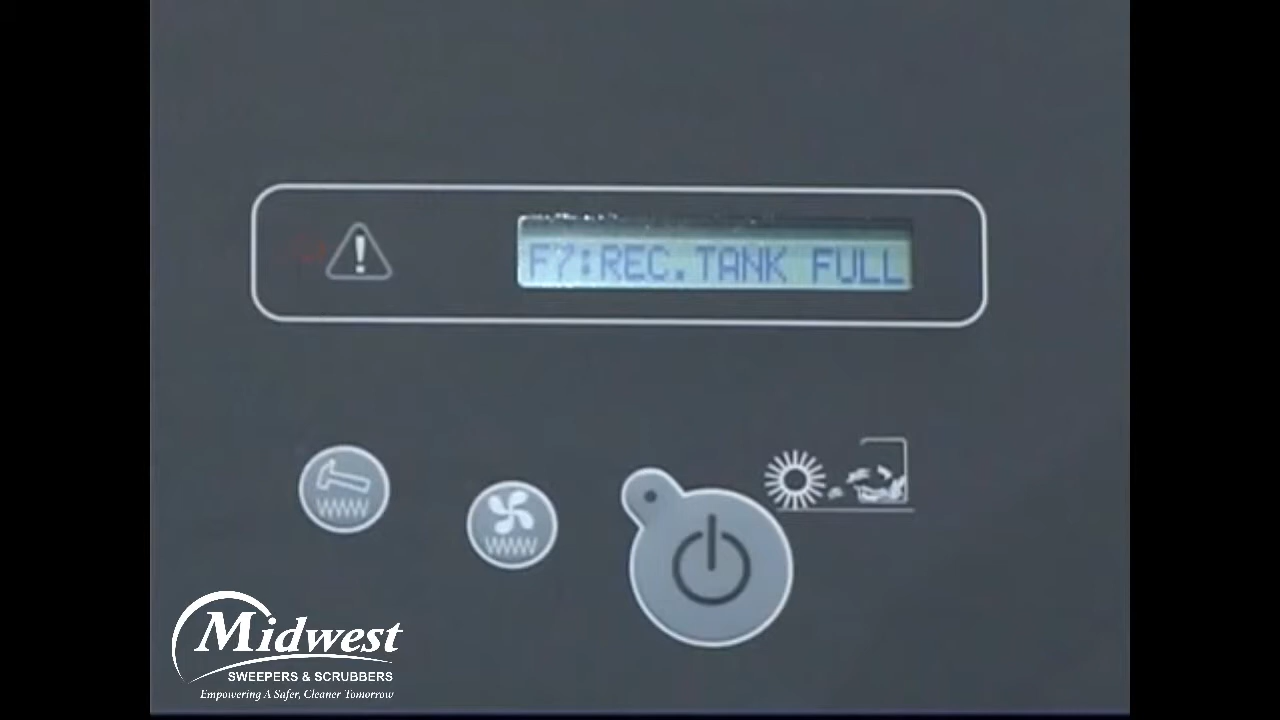 F7:REC.TANK FULL
Midwest
SWEEPERS & SCRUBBERS
Empowering A Safer, Cleaner Tomorrow